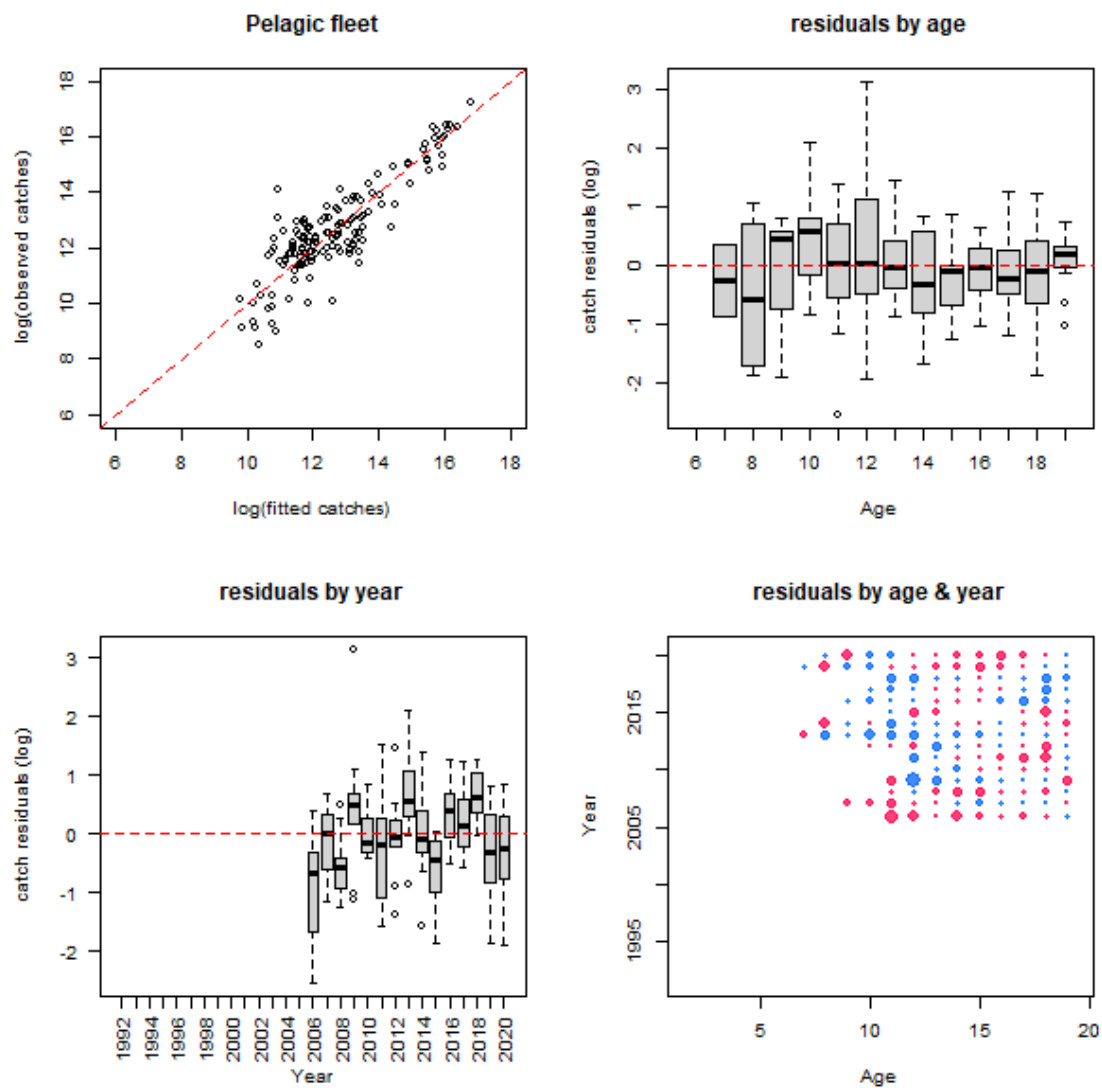 Pelagic fleet
log(observed catches)
6 8 10 12 14 16 18
6 8 10 12 14 16 18
log(fitted catches)
residuals by age
catch residuals (log)
3
2
1
0
-1
-2
6 8 10 12 14 16 18
Age
residuals by year
catch residuals (log)
3
2
1
0
-1
-2
1992 1994 1996 1998 2000 2002 2004 2006 2008 2010 2012 2014 2016 2018 2020
Year
residuals by age & year
Year
1995 2005 2015
5 10 15 20
Age